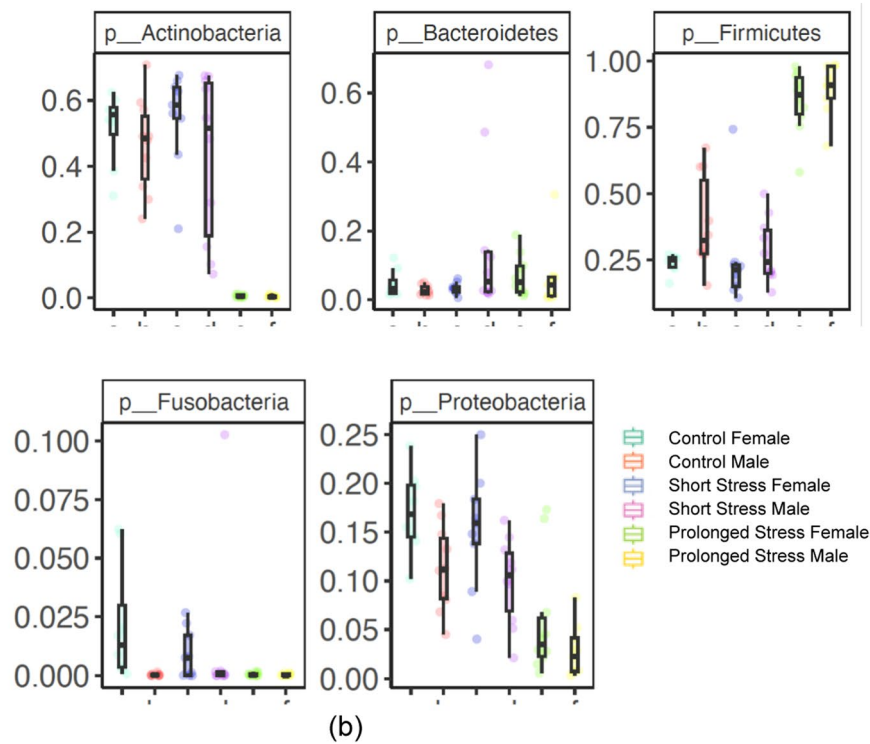 p__Actinobacteria
p__Bacteroidetes
p__Firmicutes
0.6
0.4
0.2
0.0
0.6
0.4
0.2
0.0
1.00
0.75
0.50
0.25
p__Fusobacteria
p__Proteobacteria
0.100
0.075
0.050
0.025
0.000
0.25
0.20
0.15
0.10
0.05
0.00
Control Female
Control Male
Short Stress Female
Short Stress Male
Prolonged Stress Female
Prolonged Stress Male
(b)